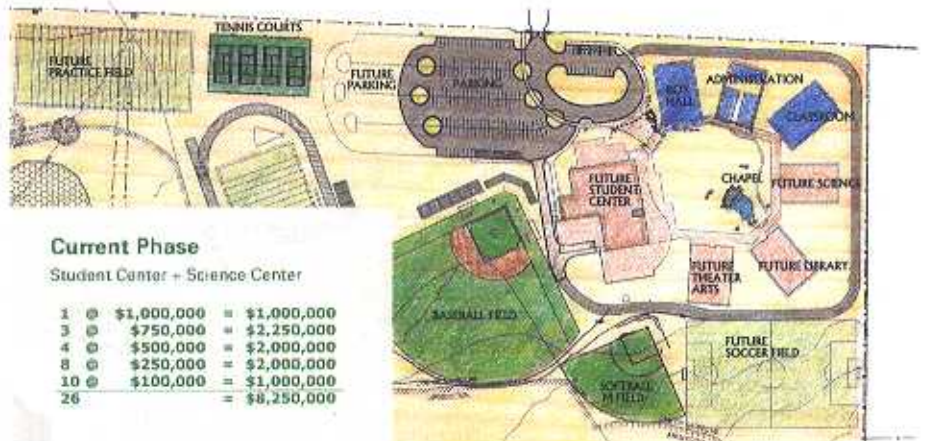 TENNIS COURTS
FUTURE
PRACTICE FIELD
FUTURE
PARKING
PARKING
ADMINISTRATION
HALL
CLASSROOM
FUTURE
STUDENT
CENTER
CHAPEL
FUTURE SCIENCE
FUTURE
THEATER
ARTS
FUTURE LIBRARY
BASEBALL FIELD
FUTURE
SOCCER FIELD
SOFTBALL
FIELD
Current Phase
Student Center + Science Center
1 @ $1,000,000 = $1,000,000
3 @ $750,000 = $2,250,000
4 @ $500,000 = $2,000,000
8 @ $250,000 = $2,000,000
10 @ $100,000 = $1,000,000
26 = $8,250,000